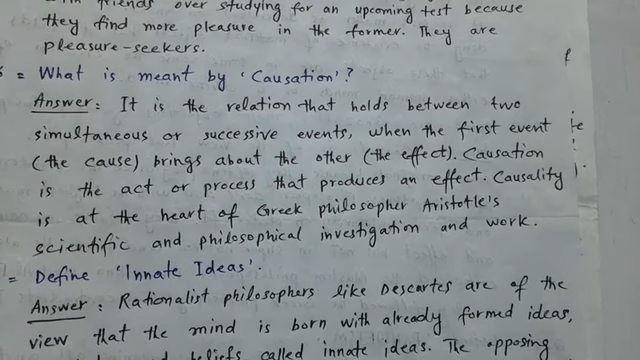 friends over studying for an upcoming test because
they find more pleasure in the former. They are
pleasure-seekers.
= What is meant by 'Causation'?
Answer: It is the relation that holds between two
simultaneous or successive events, when the first event
(the cause) brings about the other (the effect). Causation
is the act or process that produces an effect. Causality
is at the heart of Greek philosopher Aristotle's
scientific and philosophical investigation and work.
= Define 'Innate Ideas'.
Answer: Rationalist philosophers like Descartes are of the
view that the mind is born with already formed ideas,
beliefs called innate ideas. The opposing